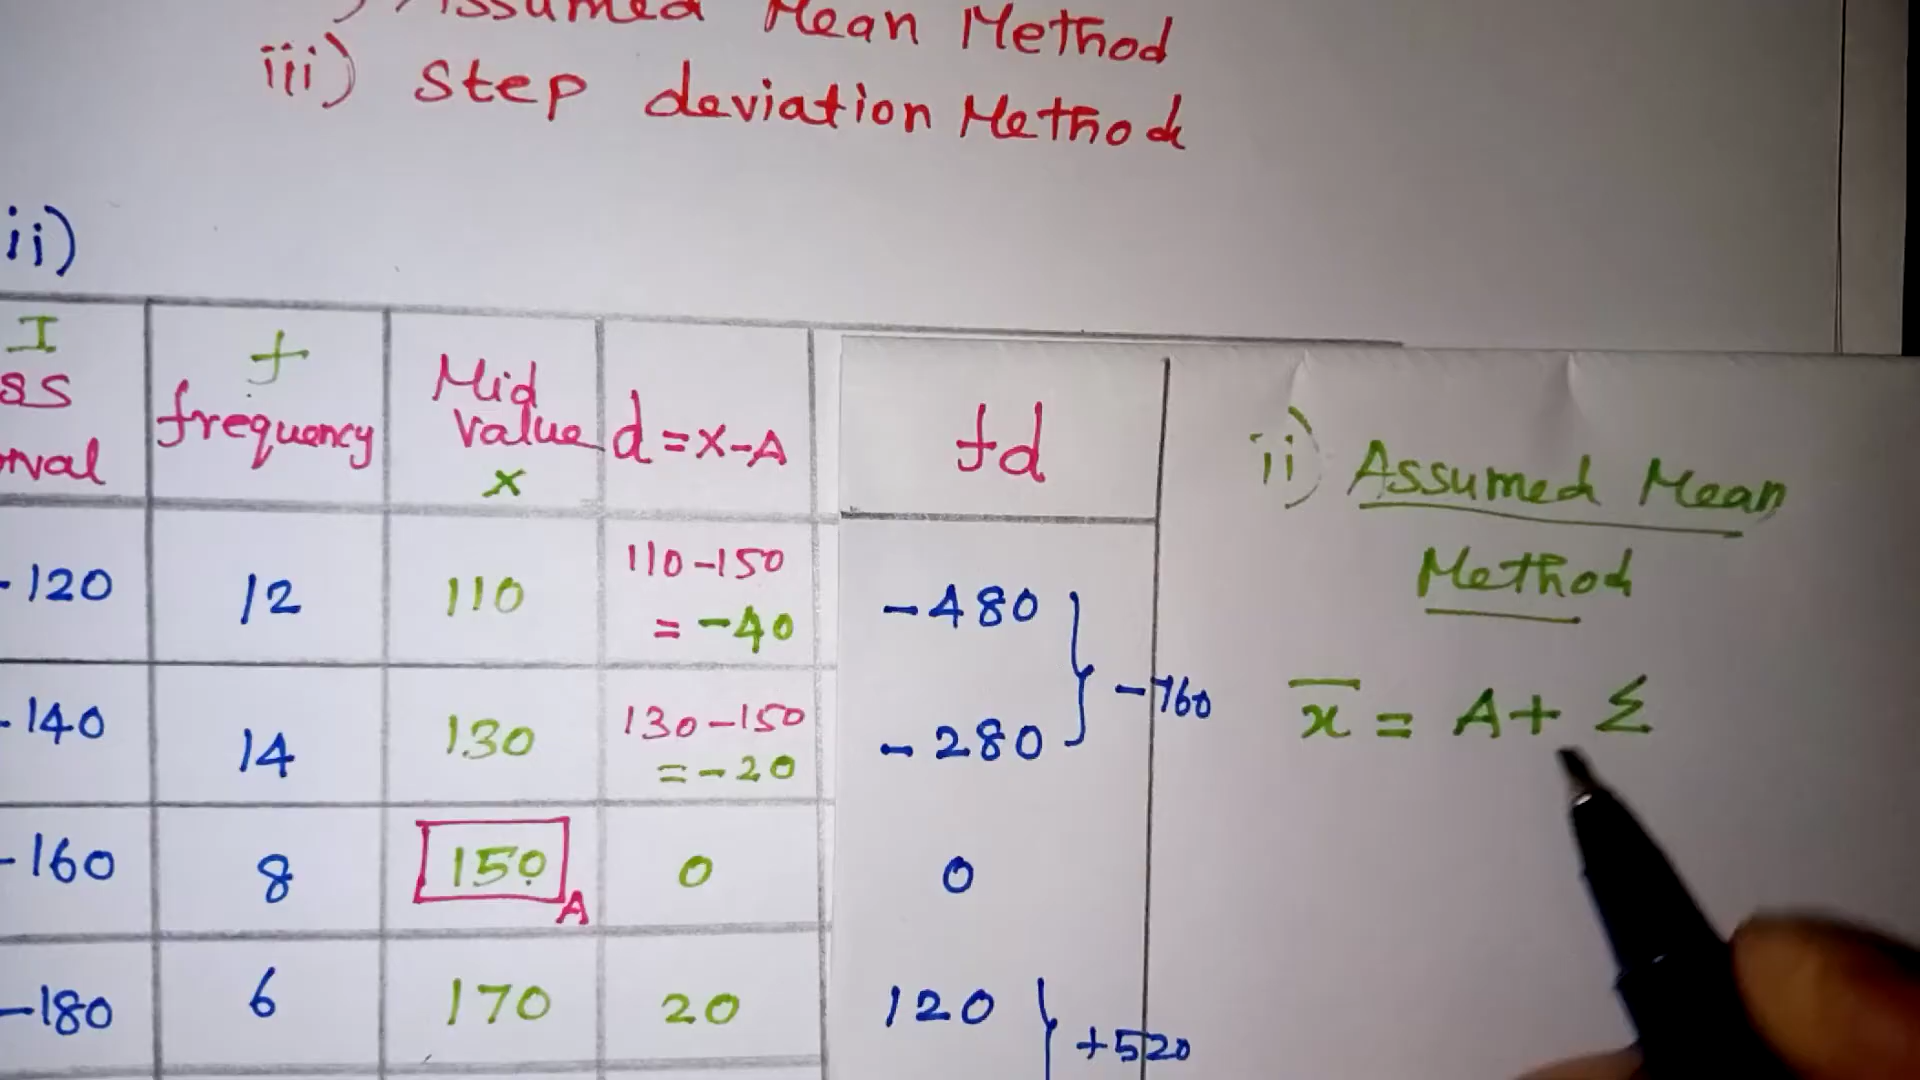 Assumed Mean Method
iii) Step deviation Method
ii)
I
f
frequency
Mid
Value
x
d = x-A
fd
-120
12
110
110-150
= -40
-480
-140
14
130
130-150
= -20
-280
-760
-160
8
150
A
0
0
-180
6
170
20
120
+520
ii) Assumed Mean
Method
x̄ = A+ Σ